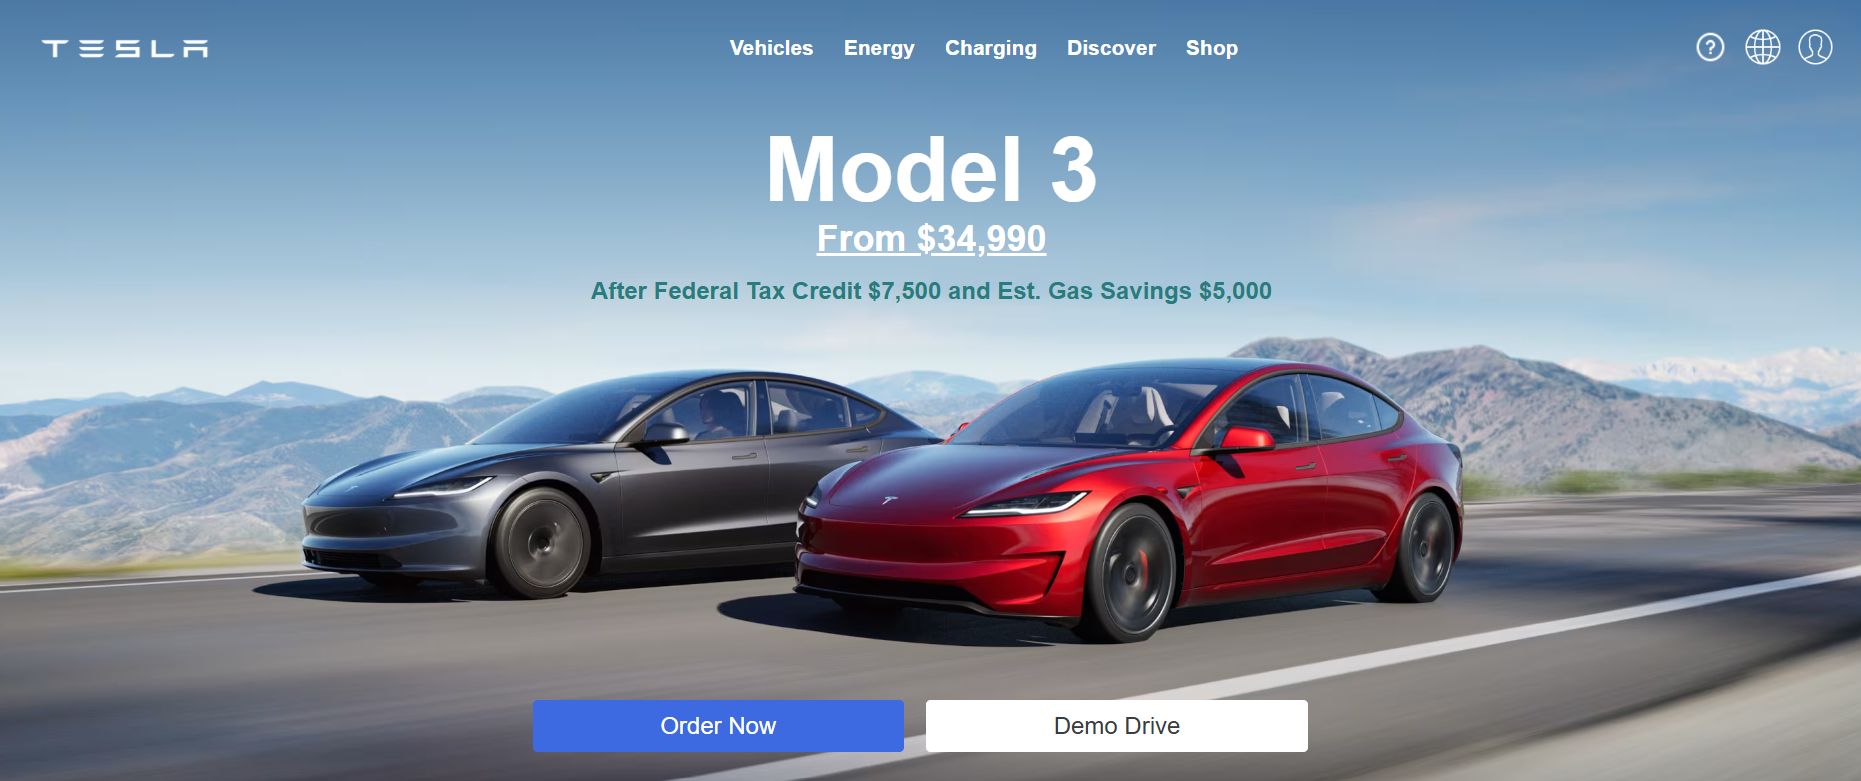 TESLA
Vehicles Energy Charging Discover Shop
?
Model 3
From $34,990
After Federal Tax Credit $7,500 and Est. Gas Savings $5,000
Order Now
Demo Drive